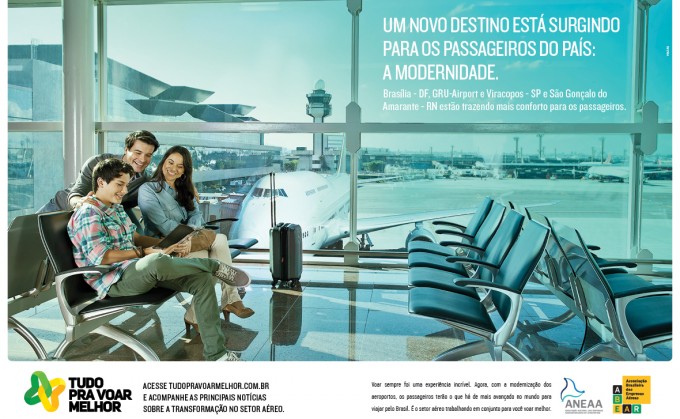 UM NOVO DESTINO ESTÁ SURGINDO
PARA OS PASSAGEIROS DO PAÍS:
A MODERNIDADE.
Brasília - DF, GRU-Airport e Viracopos - SP e São Gonçalo do
Amarante - RN estão trazendo mais conforto para os passageiros.
TUDO
PRA VOAR
MELHOR
ACESSE TUDOPRAVOARMELHOR.COM.BR
E ACOMPANHE AS PRINCIPAIS NOTÍCIAS
SOBRE A TRANSFORMAÇÃO NO SETOR AÉREO.
Voar sempre foi uma experiência incrível. Agora, com a modernização dos
aeroportos, os passageiros terão o que há de mais avançado no mundo para
viajar pelo Brasil. É o setor aéreo trabalhando em conjunto para você voar melhor.
ANEAA
ABEAR
Associação
Brasileira
das
Empresas
Aéreas